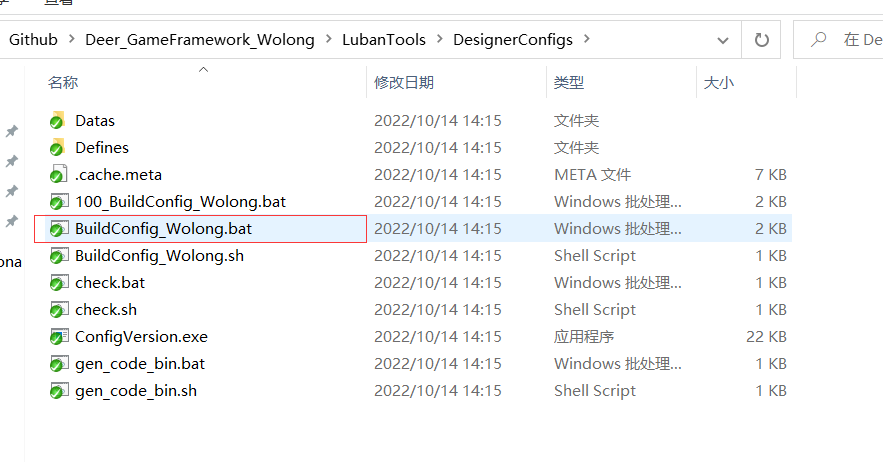 查看
Github > Deer_GameFramework_Wolong > LubanTools > DesignerConfigs > 在 De
名称 修改日期 类型 大小
Datas 2022/10/14 14:15 文件夹
Defines 2022/10/14 14:15 文件夹
.cache.meta 2022/10/14 14:15 META 文件 7 KB
100_BuildConfig_Wolong.bat 2022/10/14 14:15 Windows 批处理... 2 KB
BuildConfig_Wolong.bat 2022/10/14 14:15 Windows 批处理... 2 KB
BuildConfig_Wolong.sh 2022/10/14 14:15 Shell Script 1 KB
check.bat 2022/10/14 14:15 Windows 批处理... 1 KB
check.sh 2022/10/14 14:15 Shell Script 1 KB
ConfigVersion.exe 2022/10/14 14:15 应用程序 22 KB
gen_code_bin.bat 2022/10/14 14:15 Windows 批处理... 1 KB
gen_code_bin.sh 2022/10/14 14:15 Shell Script 1 KB
ona